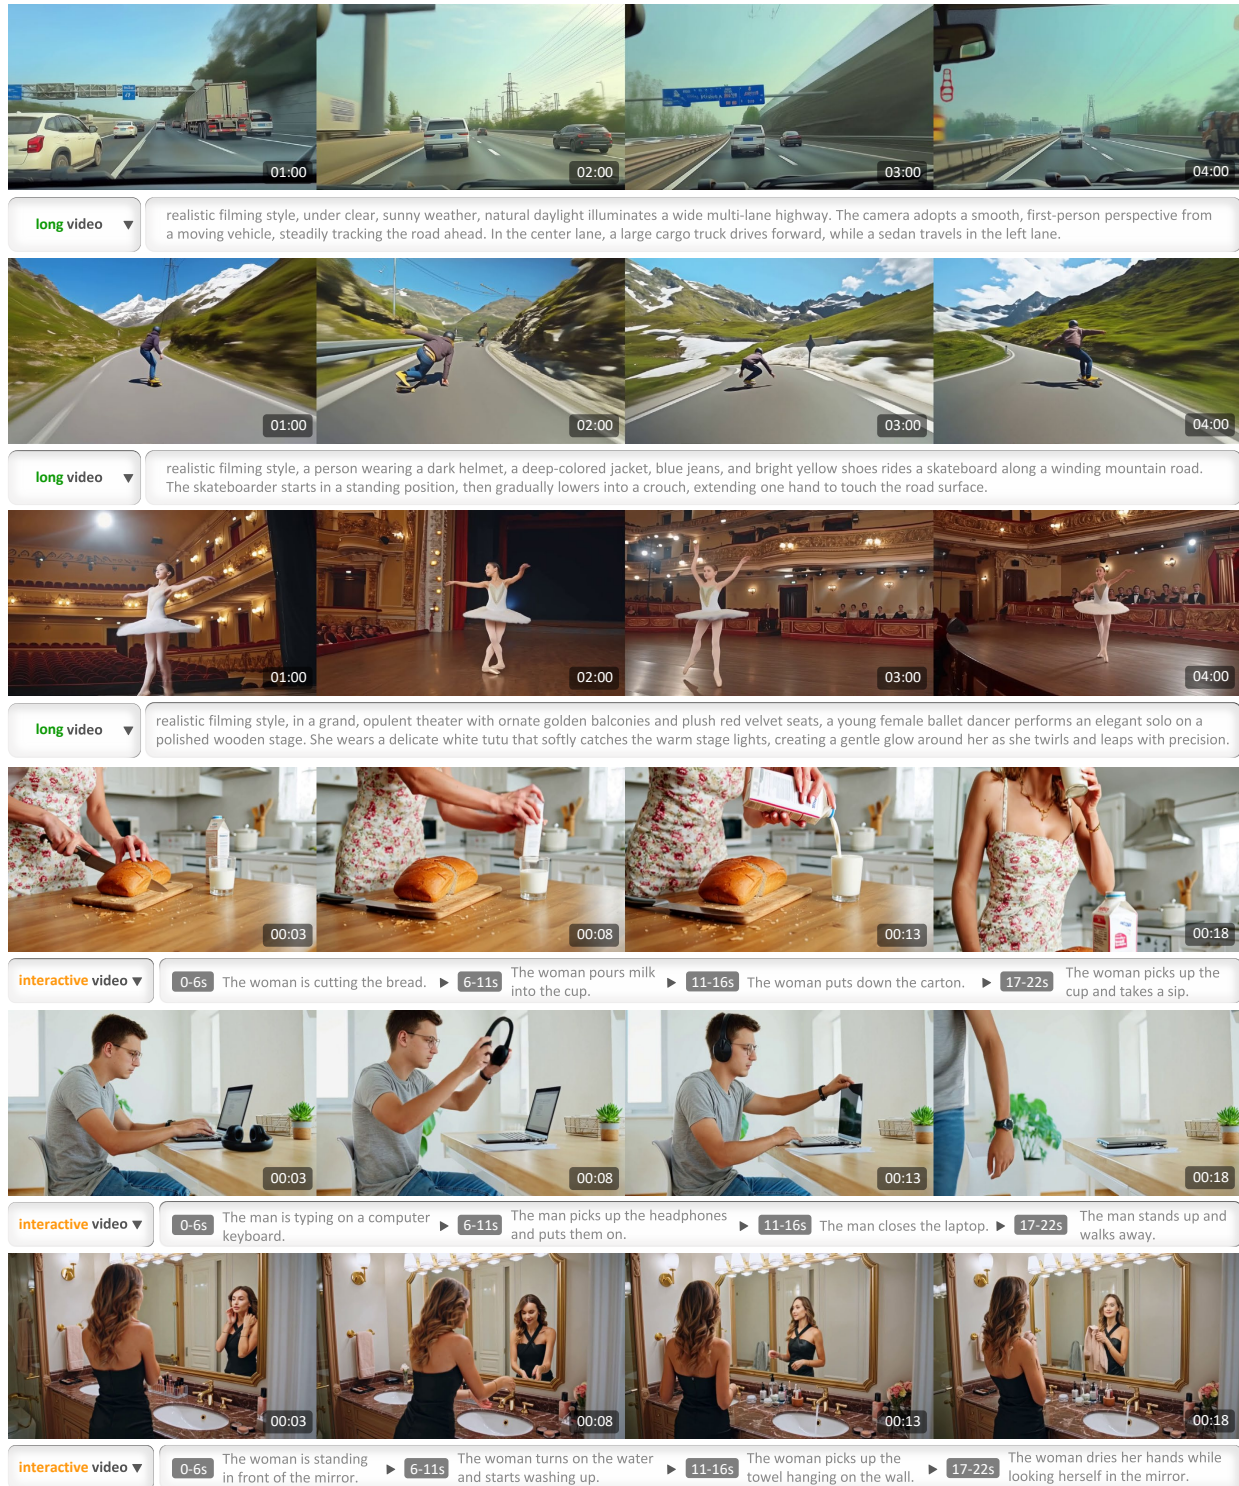 01:00
02:00
03:00
04:00
long video
realistic filming style, under clear, sunny weather, natural daylight illuminates a wide multi-lane highway. The camera adopts a smooth, first-person perspective from
a moving vehicle, steadily tracking the road ahead. In the center lane, a large cargo truck drives forward, while a sedan travels in the left lane.
01:00
02:00
03:00
04:00
long video
realistic filming style, a person wearing a dark helmet, a deep-colored jacket, blue jeans, and bright yellow shoes rides a skateboard along a winding mountain road.
The skateboarder starts in a standing position, then gradually lowers into a crouch, extending one hand to touch the road surface.
01:00
02:00
03:00
04:00
long video
realistic filming style, in a grand, opulent theater with ornate golden balconies and plush red velvet seats, a young female ballet dancer performs an elegant solo on a
polished wooden stage. She wears a delicate white tutu that softly catches the warm stage lights, creating a gentle glow around her as she twirls and leaps with precision.
00:03
00:08
00:13
00:18
interactive video
0-6s
The woman is cutting the bread.
6-11s
The woman pours milk
into the cup.
11-16s
The woman puts down the carton.
17-22s
The woman picks up the
cup and takes a sip.
00:03
00:08
00:13
00:18
interactive video
0-6s
The man is typing on a computer
keyboard.
6-11s
The man picks up the headphones
and puts them on.
11-16s
The man closes the laptop.
17-22s
The man stands up and
walks away.
00:03
00:08
00:13
00:18
interactive video
0-6s
The woman is standing
in front of the mirror.
6-11s
The woman turns on the water
and starts washing up.
11-16s
The woman picks up the
towel hanging on the wall.
17-22s
The woman dries her hands while
looking herself in the mirror.